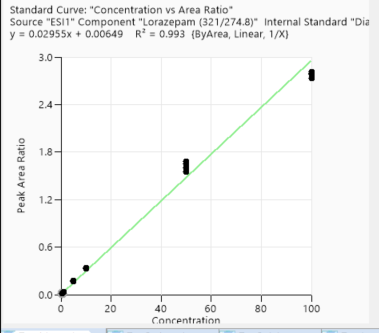 Standard Curve: "Concentration vs Area Ratio"
Source "ESI1" Component "Lorazepam (321/274.8)" Internal Standard "Dia
y = 0.02955x + 0.00649 R² = 0.993 {ByArea, Linear, 1/X}
3.0
2.4
1.8
1.2
0.6
0.0
Peak Area Ratio
0 20 40 60 80 100
Concentration